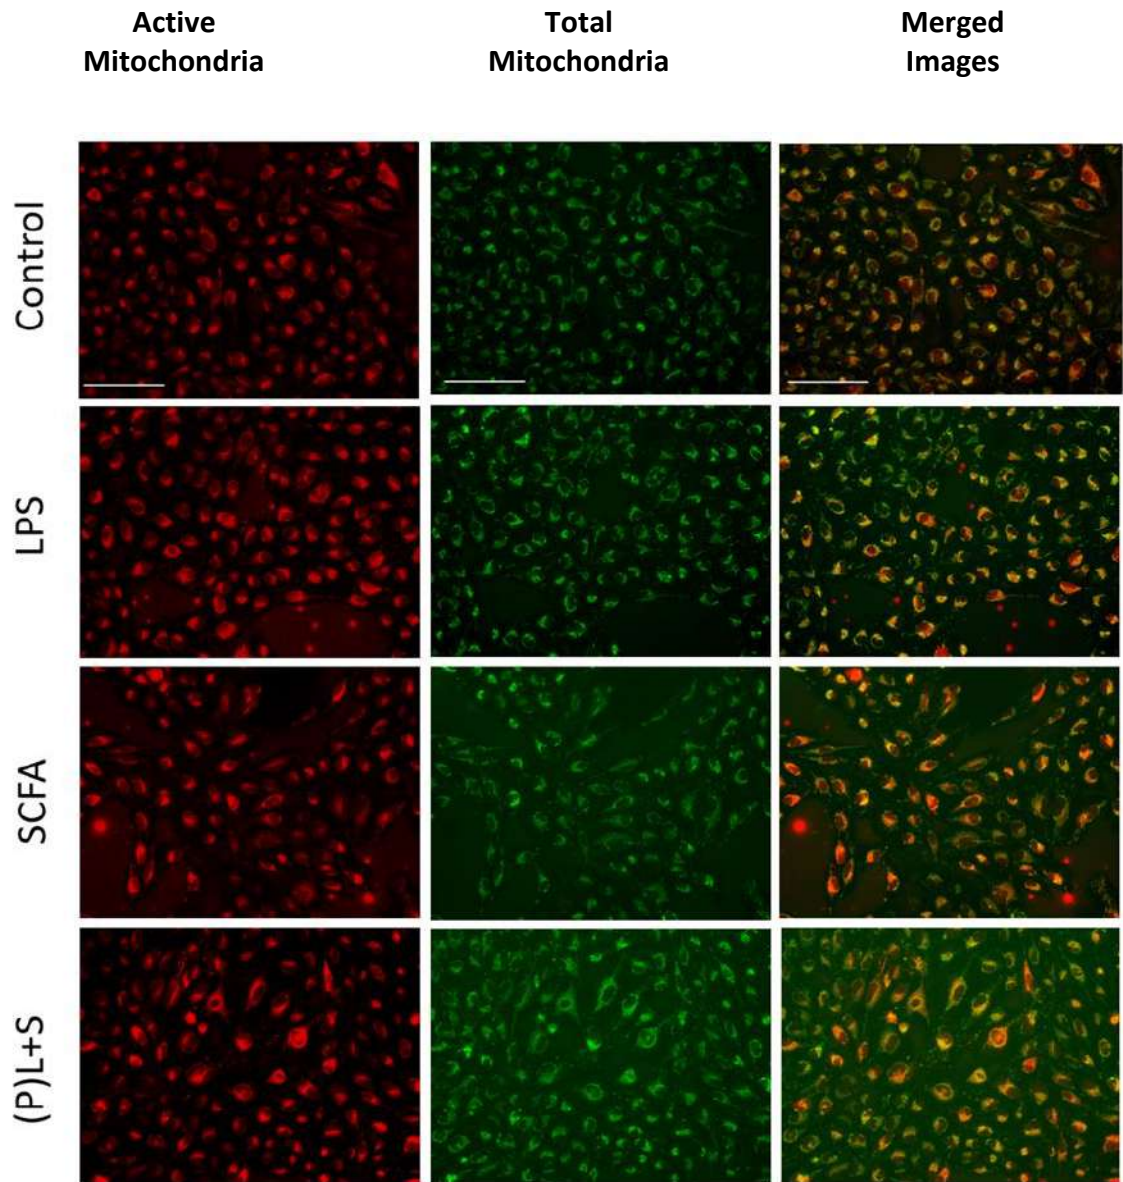 Active
Mitochondria
Total
Mitochondria
Merged
Images
Control
LPS
SCFA
(P)L+S